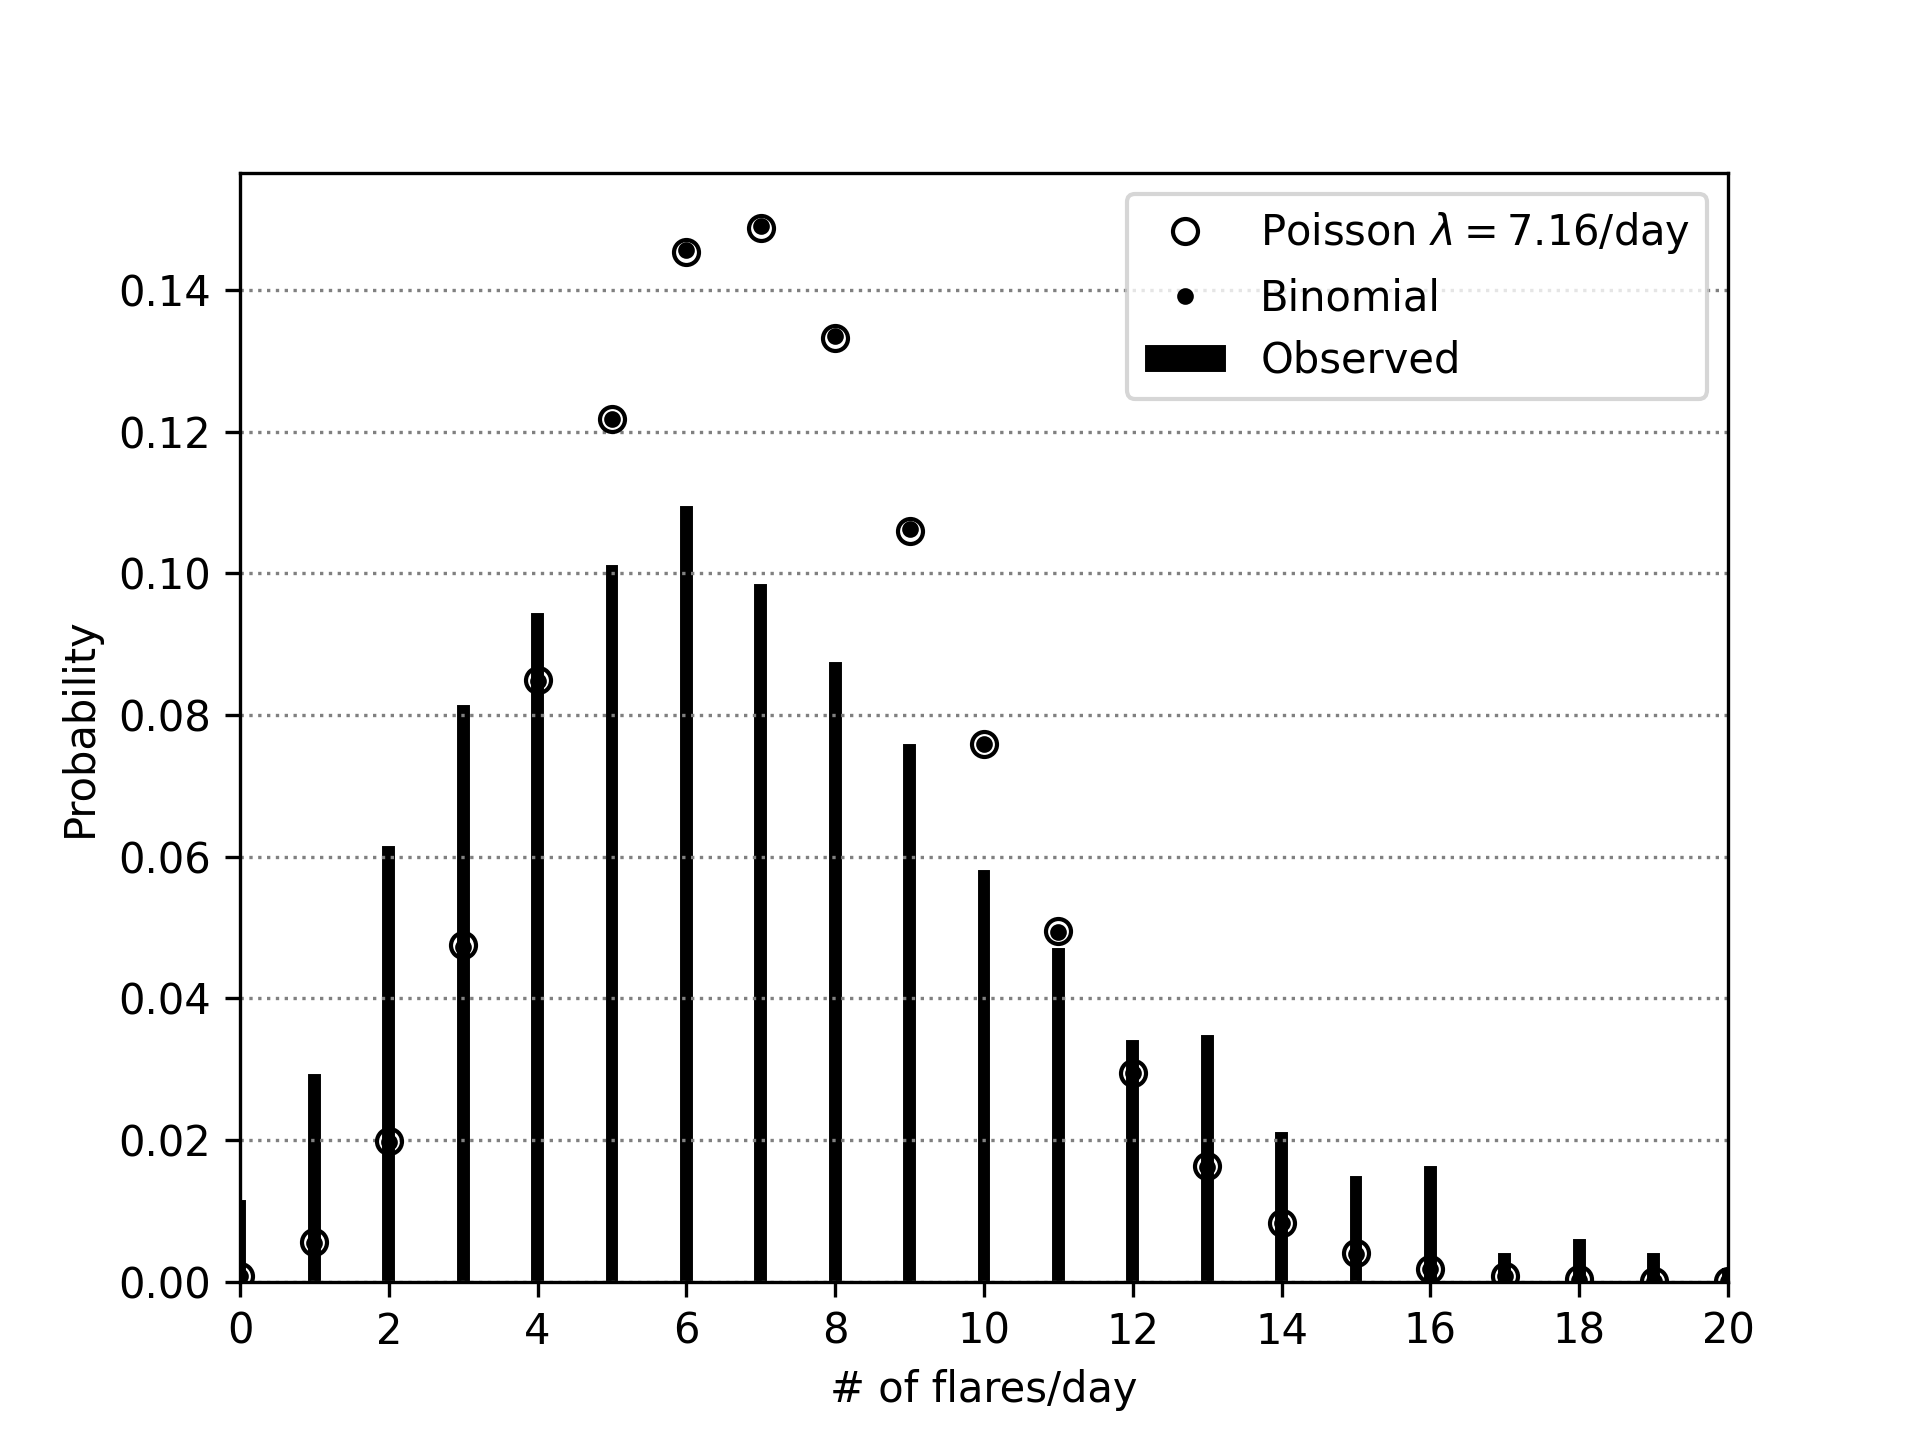 Poisson λ = 7.16/day
Binomial
Observed
0.14
0.12
0.10
0.08
0.06
0.04
0.02
0.00
Probability
0 2 4 6 8 10 12 14 16 18 20
# of flares/day